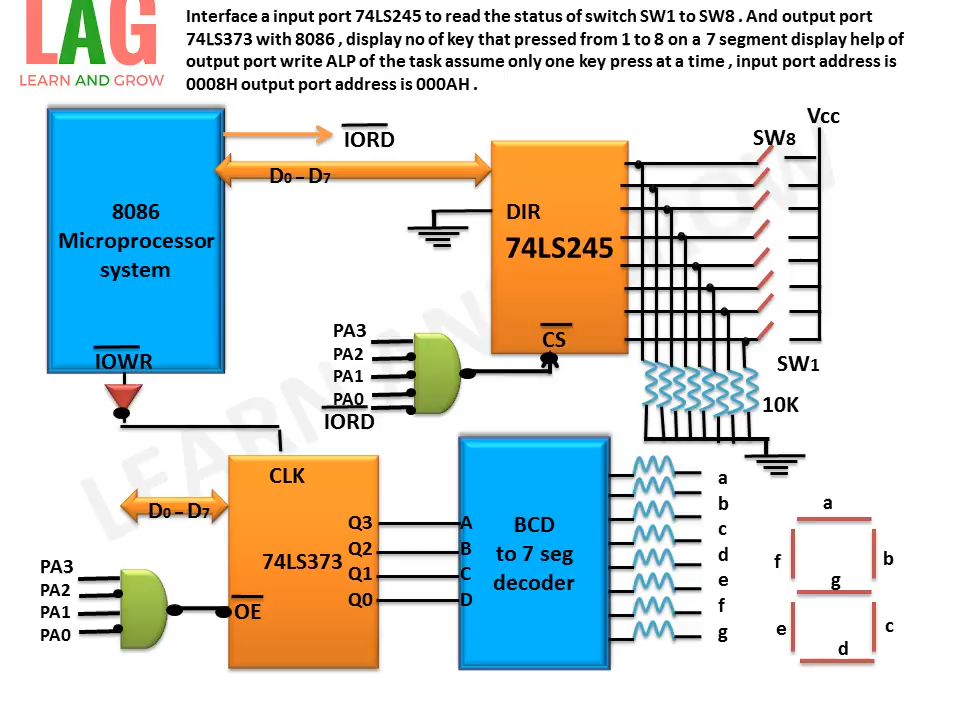 LAG
LEARN AND GROW
Interface a input port 74LS245 to read the status of switch SW1 to SW8 . And output port
74LS373 with 8086 , display no of key that pressed from 1 to 8 on a 7 segment display help of
output port write ALP of the task assume only one key press at a time , input port address is
0008H output port address is 000AH .
Vcc
SW8
IORD
D0 – D7
8086
Microprocessor
system
DIR
74LS245
CS
IOWR
PA3
PA2
PA1
PA0
IORD
SW1
10K
CLK
D0 – D7
74LS373
Q3
Q2
Q1
Q0
OE
PA3
PA2
PA1
PA0
A
B
C
D
BCD
to 7 seg
decoder
a
b
c
d
e
f
g
a
f
b
g
e
c
d
LEARN AND GROW